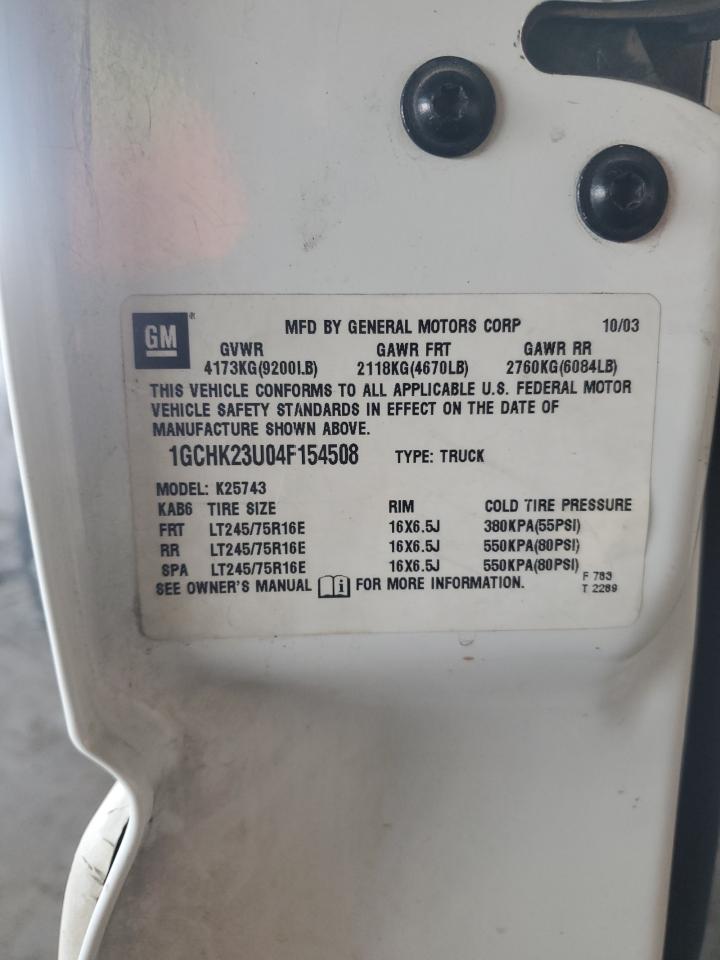 GM ®
MFD BY GENERAL MOTORS CORP 10/03
GVWR GAWR FRT GAWR RR
4173KG(9200LB) 2118KG(4670LB) 2760KG(6084LB)
THIS VEHICLE CONFORMS TO ALL APPLICABLE U.S. FEDERAL MOTOR
VEHICLE SAFETY STANDARDS IN EFFECT ON THE DATE OF
MANUFACTURE SHOWN ABOVE.
1GCHK23U04F154508 TYPE: TRUCK
MODEL: K25743
KAB6 TIRE SIZE RIM COLD TIRE PRESSURE
FRT LT245/75R16E 16X6.5J 380KPA(55PSI)
RR LT245/75R16E 16X6.5J 550KPA(80PSI)
SPA LT245/75R16E 16X6.5J 550KPA(80PSI)
SEE OWNER'S MANUAL i FOR MORE INFORMATION.
F 783
T 2289